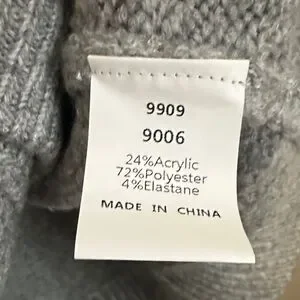 9909
9006
24%Acrylic
72%Polyester
4%Elastane
MADE IN CHINA